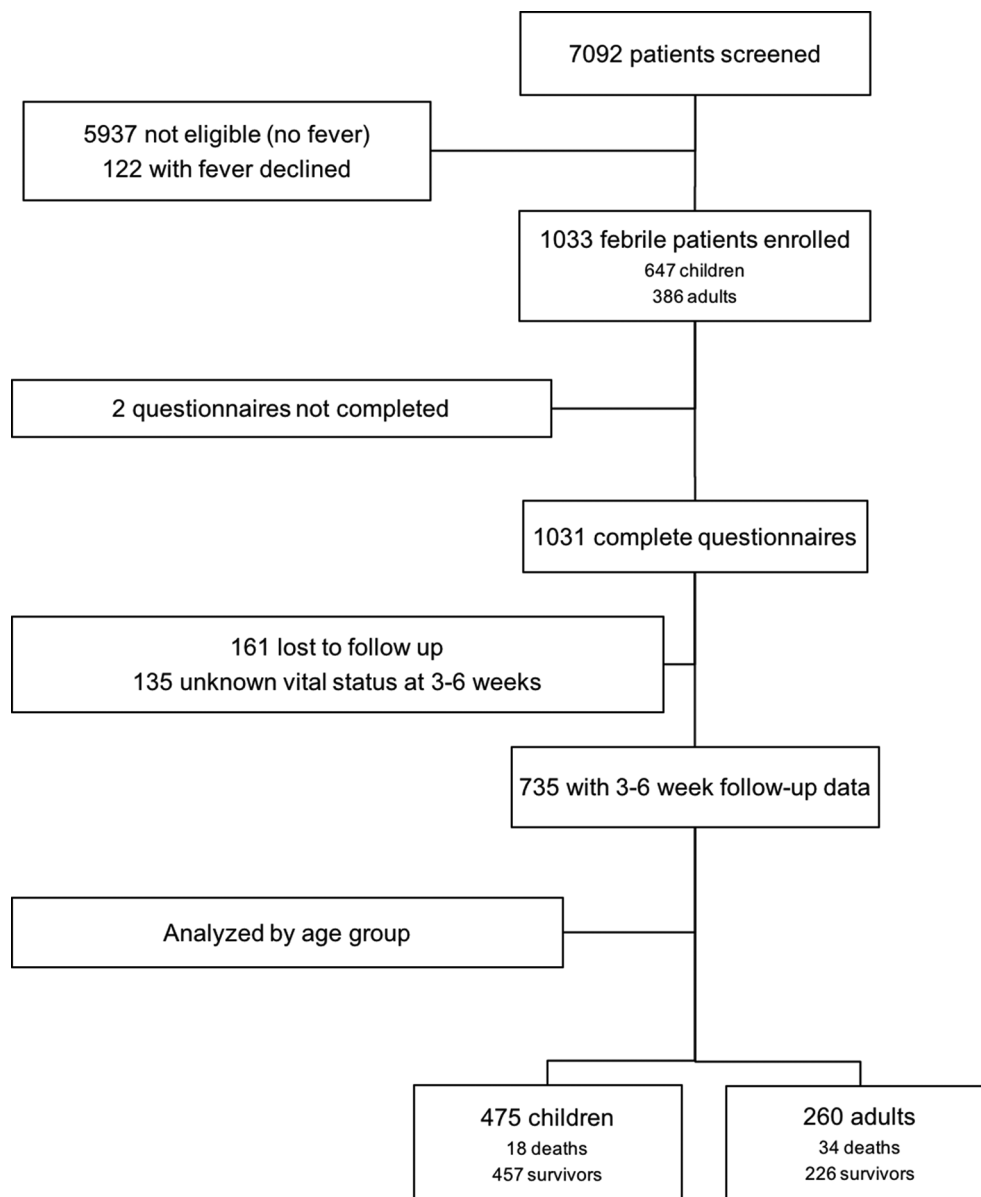 7092 patients screened
5937 not eligible (no fever)
122 with fever declined
1033 febrile patients enrolled
647 children
386 adults
2 questionnaires not completed
1031 complete questionnaires
161 lost to follow up
135 unknown vital status at 3-6 weeks
735 with 3-6 week follow-up data
Analyzed by age group
475 children
18 deaths
457 survivors
260 adults
34 deaths
226 survivors